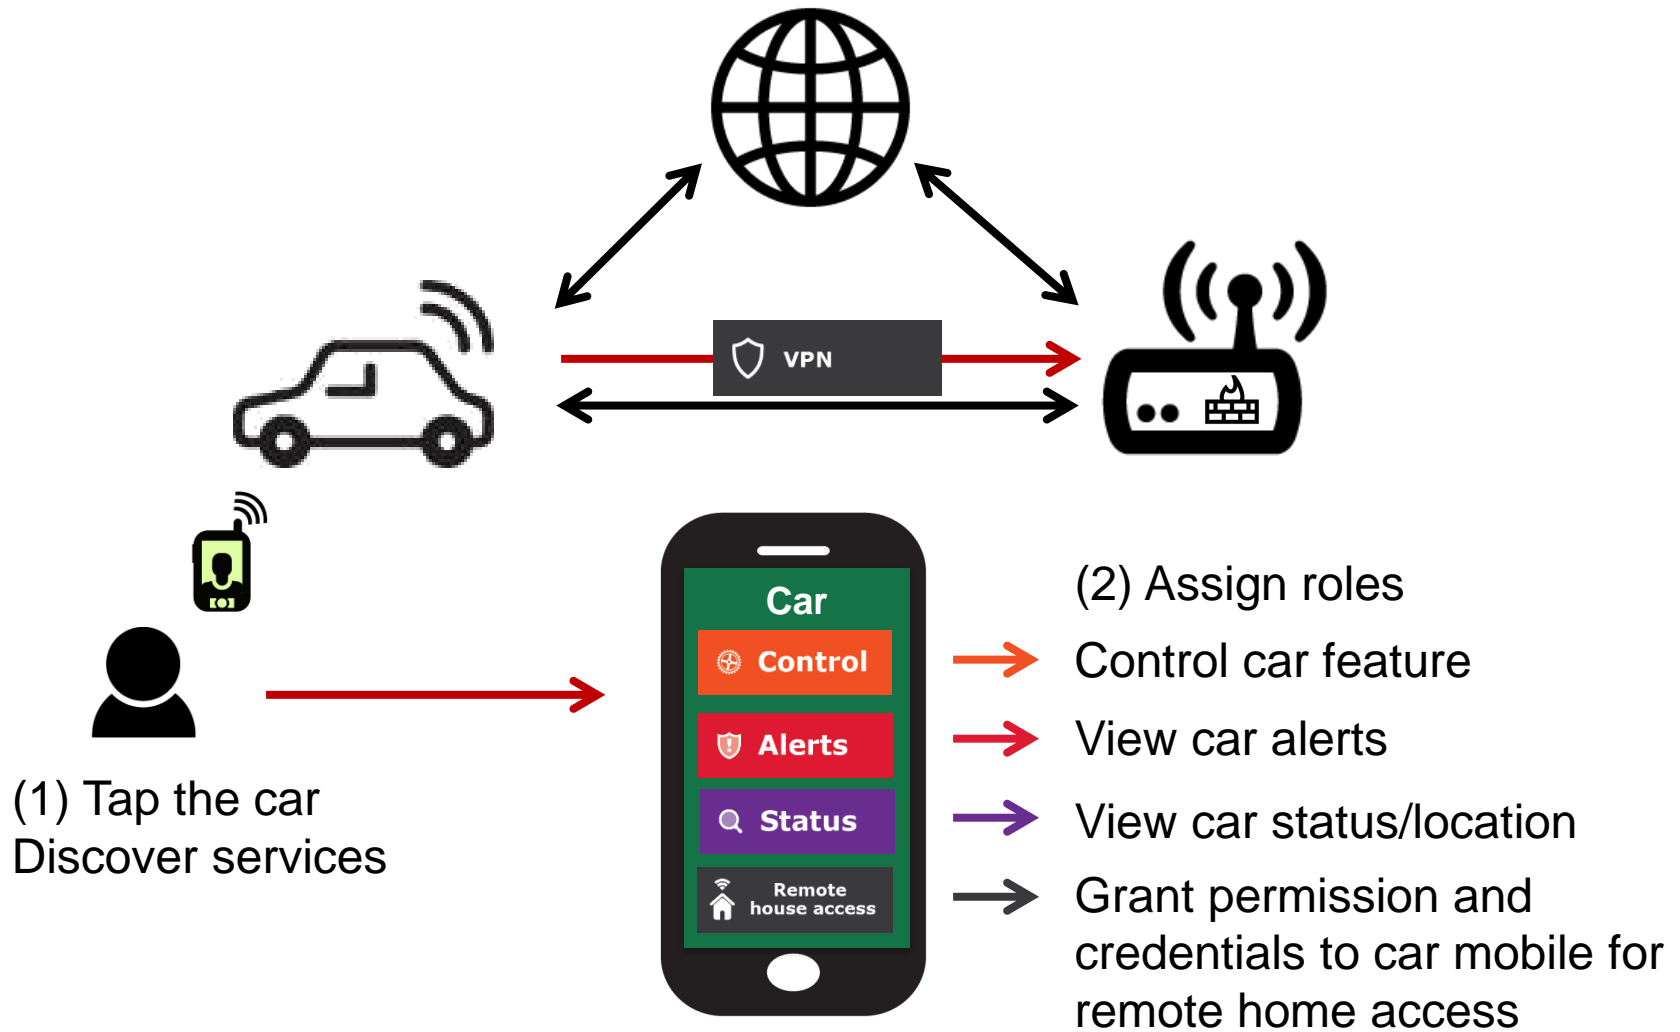 VPN
(1) Tap the car
Discover services
Car
Control
Alerts
Status
Remote
house access
(2) Assign roles
Control car feature
View car alerts
View car status/location
Grant permission and
credentials to car mobile for
remote home access